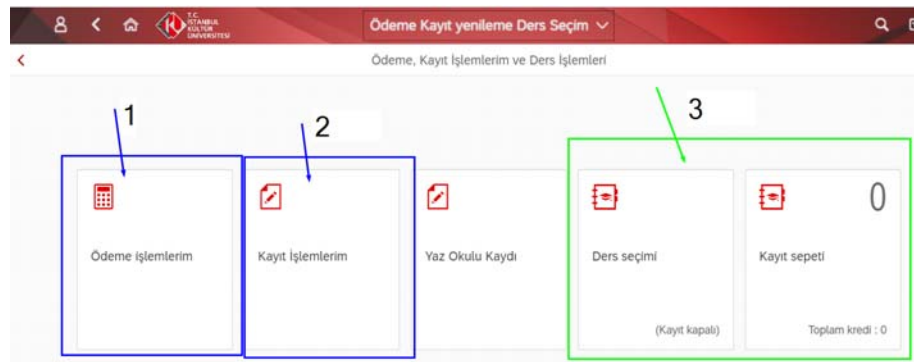 T.C.
İSTANBUL
KÜLTÜR
ÜNİVERSİTESİ
Ödeme Kayıt yenileme Ders Seçim
Ödeme, Kayıt İşlemlerim ve Ders İşlemleri
1
2
3
Ödeme işlemlerim
Kayıt İşlemlerim
Yaz Okulu Kaydı
Ders seçimi
(Kayıt kapalı)
0
Kayıt sepeti
Toplam kredi : 0